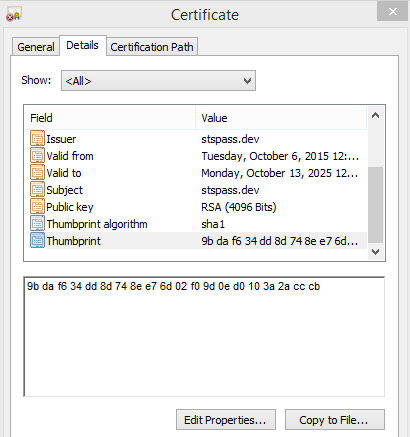 Certificate
General Details Certification Path
Show: <All>
Field Value
Issuer stspass.dev
Valid from Tuesday, October 6, 2015 12:...
Valid to Monday, October 13, 2025 12...
Subject stspass.dev
Public key RSA (4096 Bits)
Thumbprint algorithm sha1
Thumbprint 9b da f6 34 dd 8d 74 8e e7 6d...
9b da f6 34 dd 8d 74 8e e7 6d 02 f0 9d 0e d0 10 3a 2a cc cb
Edit Properties... Copy to File...